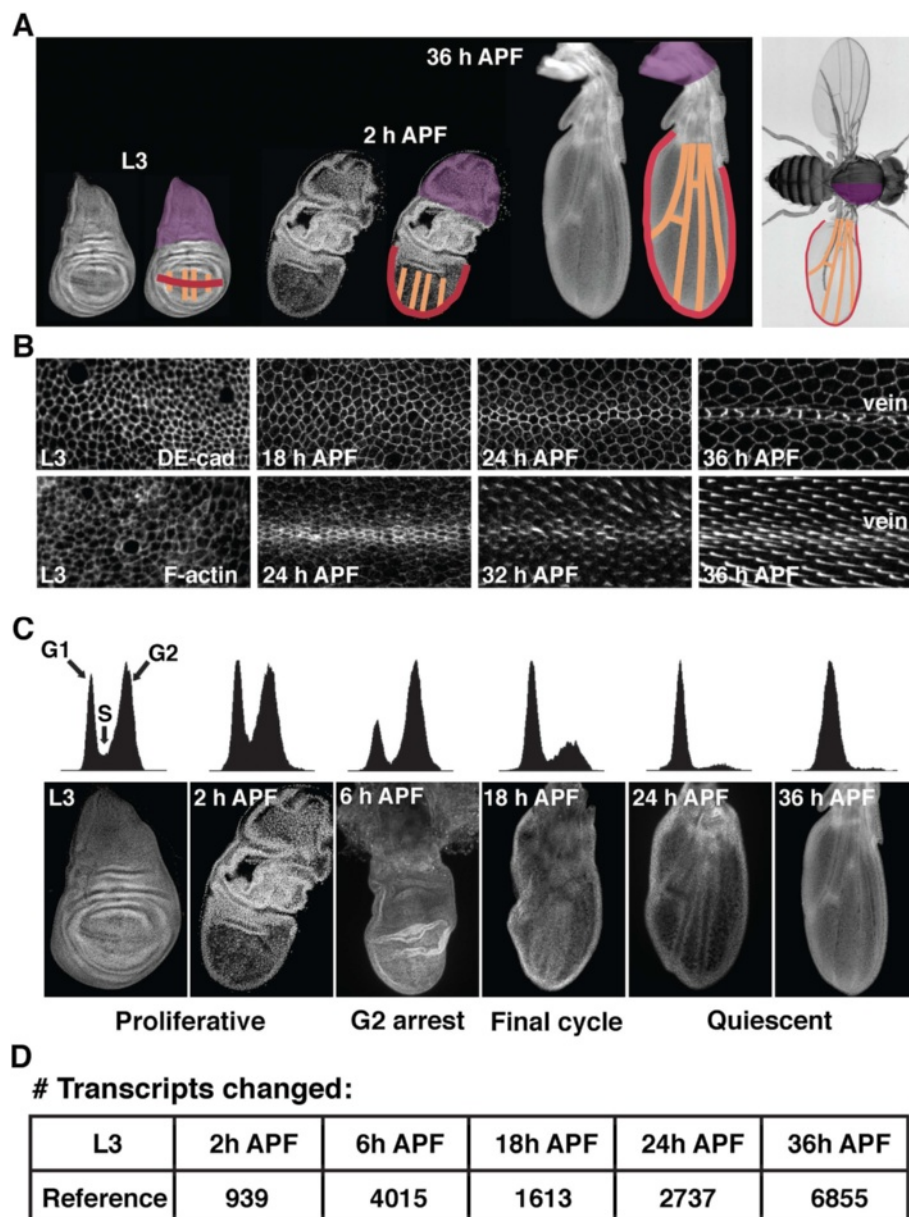 A
L3
2 h APF
36 h APF
B
L3 DE-cad
18 h APF
24 h APF
vein
36 h APF
L3 F-actin
24 h APF
32 h APF
vein
36 h APF
C
G1
S
G2
L3
2 h APF
6 h APF
18 h APF
24 h APF
36 h APF
Proliferative
G2 arrest
Final cycle
Quiescent
D
# Transcripts changed:
L3 2h APF 6h APF 18h APF 24h APF 36h APF
Reference 939 4015 1613 2737 6855